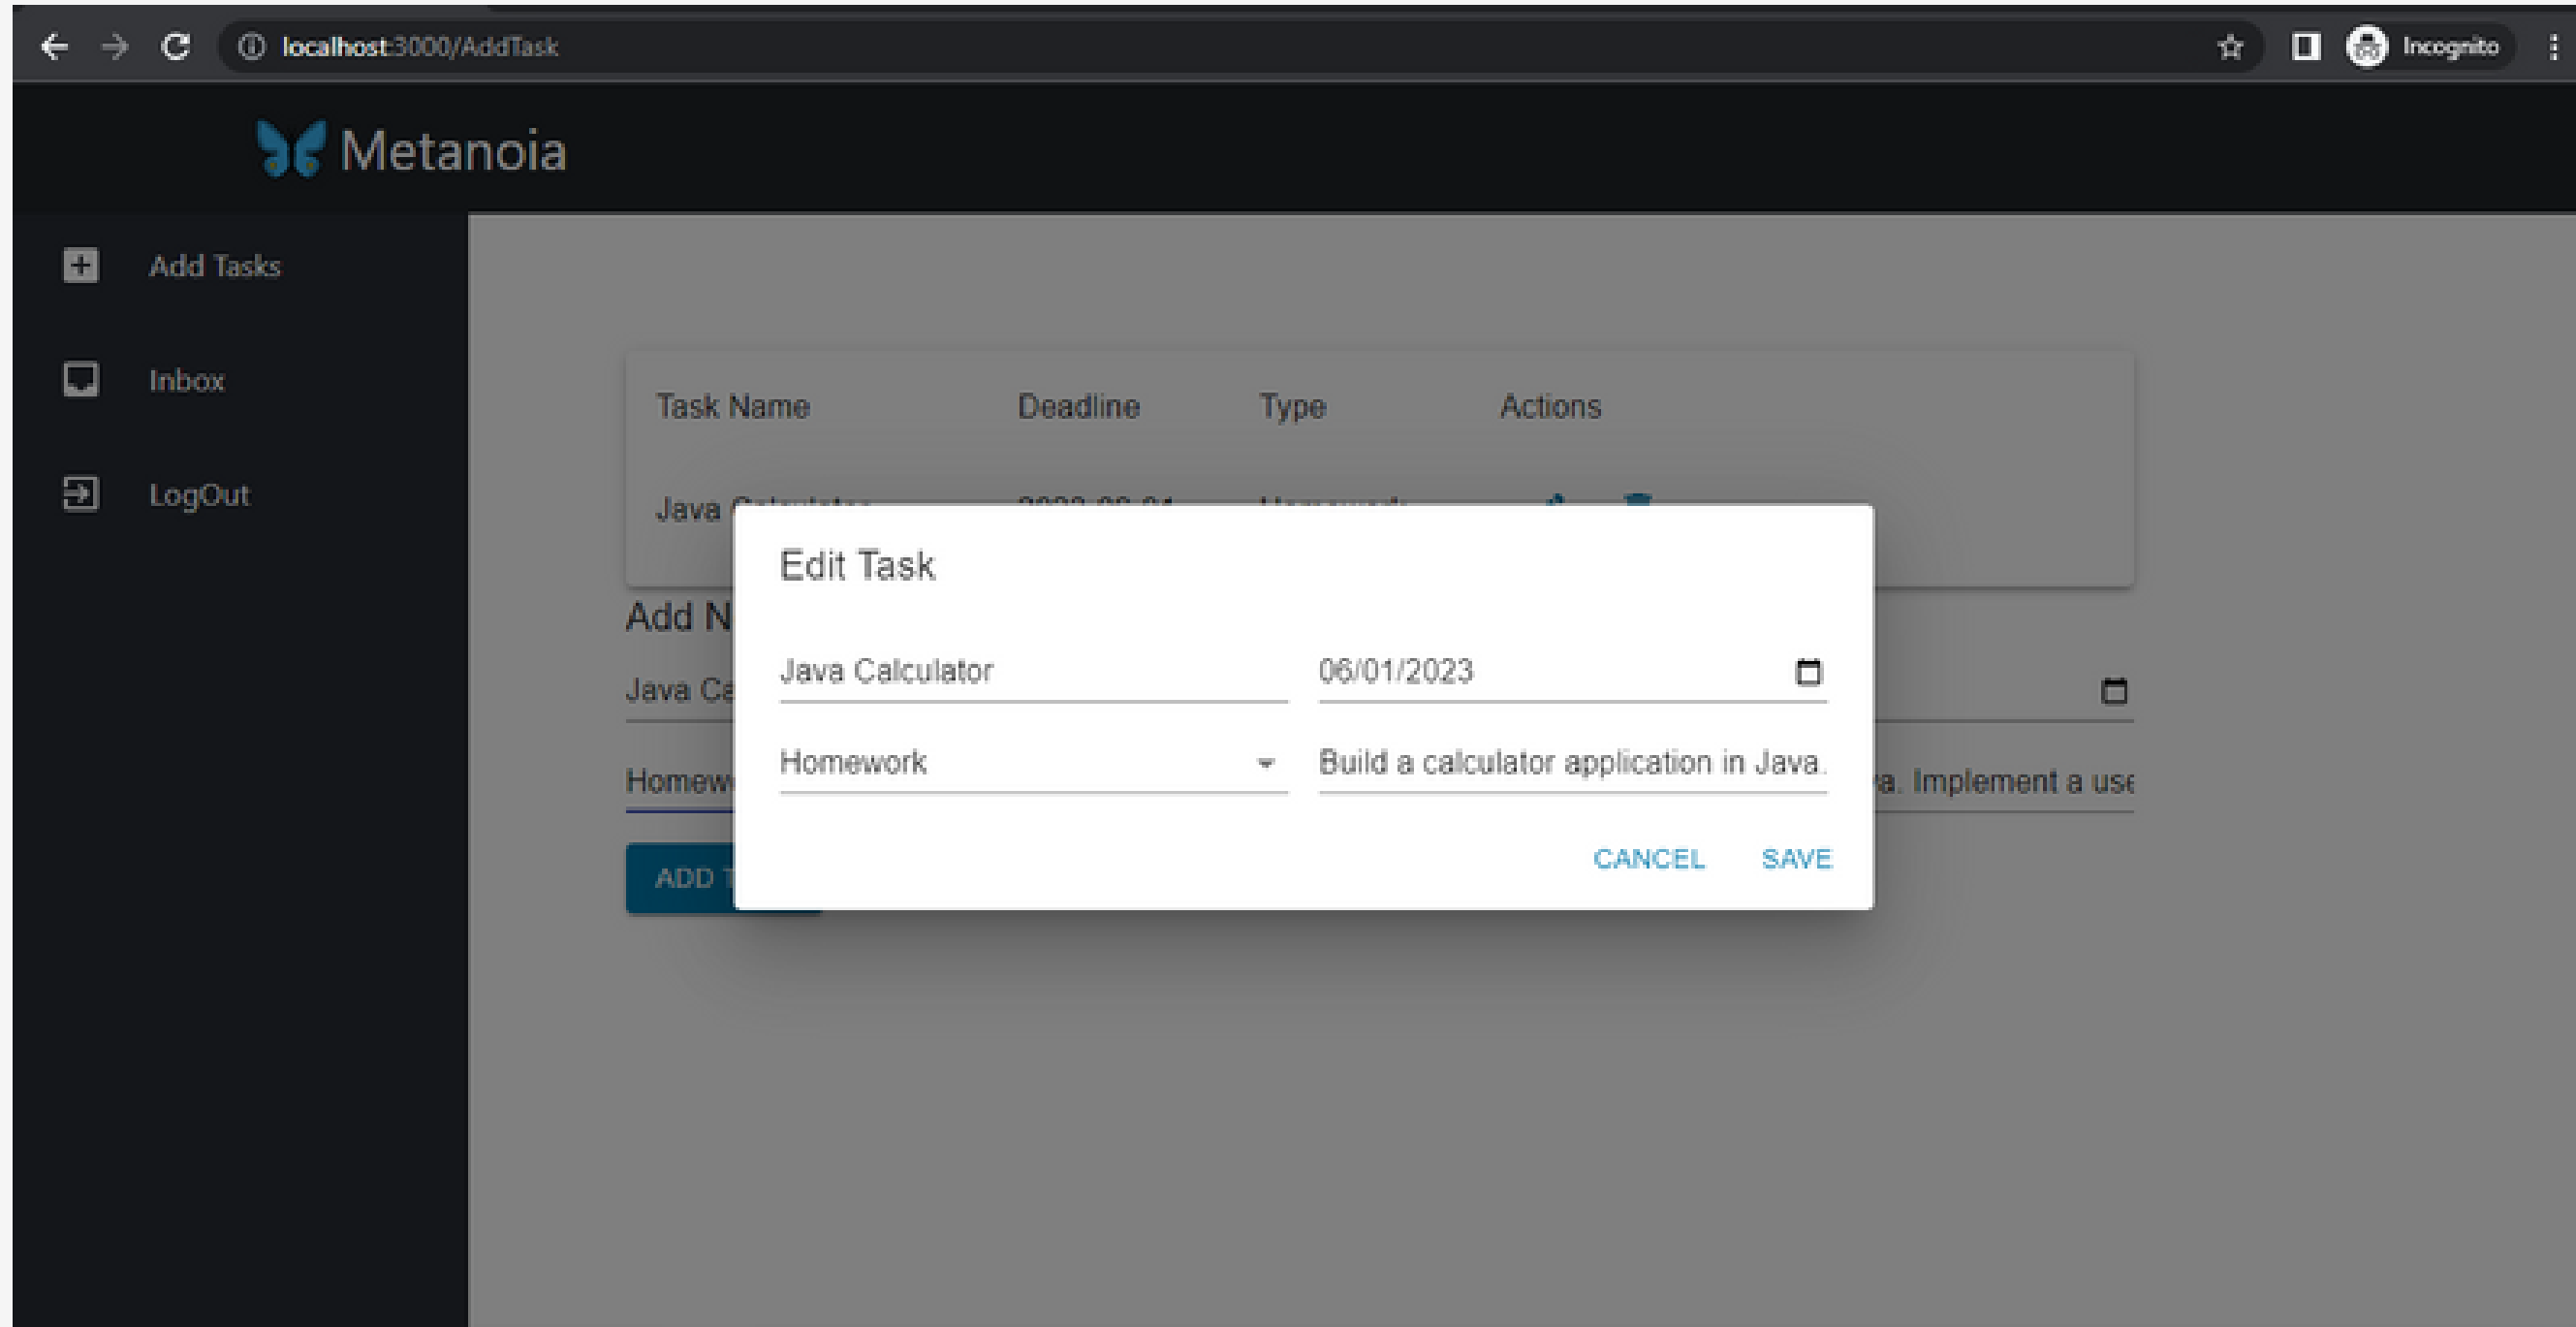 localhost:3000/AddTask
Incognito
Metanoia
Add Tasks
Inbox
LogOut
Task Name Deadline Type Actions
Java
Edit Task
Add N
Java Calculator 06/01/2023
Java Ca
Homework Build a calculator application in Java.
Homew a. Implement a use
CANCEL SAVE
ADD T